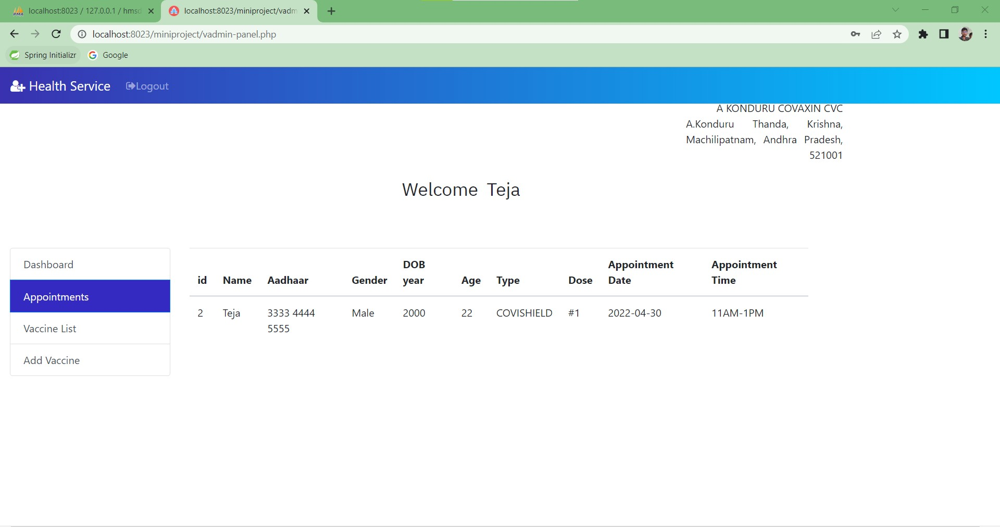 PMA localhost:8023 / 127.0.0.1 / hmsd
localhost:8023/miniproject/vadm
localhost:8023/miniproject/vadmin-panel.php
Spring Initializr Google
Health Service Logout
A KONDURU COVAXIN CVC
A.Konduru Thanda, Krishna,
Machilipatnam, Andhra Pradesh,
521001
Welcome Teja
Dashboard
Appointments
Vaccine List
Add Vaccine
id Name Aadhaar Gender DOB year Age Type Dose Appointment Date Appointment Time
2 Teja 3333 4444 5555 Male 2000 22 COVISHIELD #1 2022-04-30 11AM-1PM